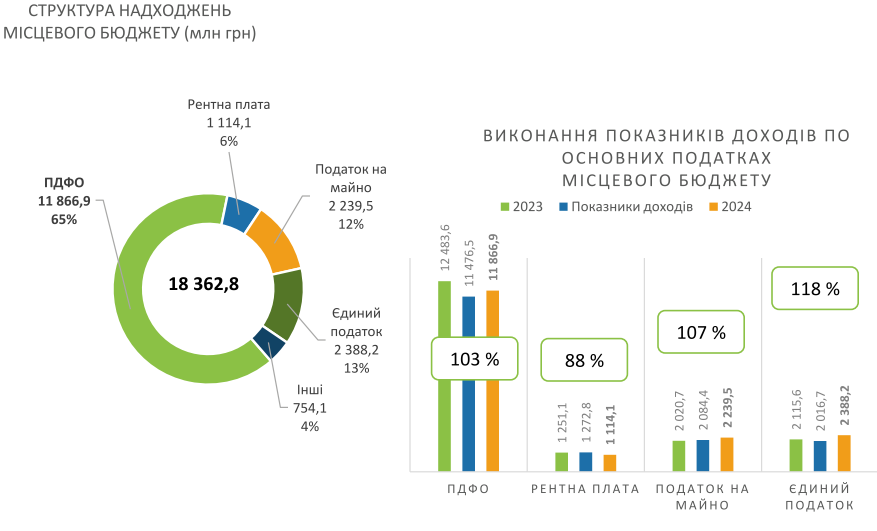 СТРУКТУРА НАДХОДЖЕНЬ
МІСЦЕВОГО БЮДЖЕТУ (млн грн)
Рентна плата
1 114,1
6%
ПДФО
11 866,9
65%
Податок на
майно
2 239,5
12%
18 362,8
Єдиний
податок
2 388,2
13%
Інші
754,1
4%
ВИКОНАННЯ ПОКАЗНИКІВ ДОХОДІВ ПО
ОСНОВНИХ ПОДАТКАХ
МІСЦЕВОГО БЮДЖЕТУ
2023 Показники доходів 2024
12 483,6
11 476,5
11 866,9
103 %
1 251,1
1 272,8
1 114,1
88 %
2 020,7
2 084,4
2 239,5
107 %
2 115,6
2 016,7
2 388,2
118 %
ПДФО
РЕНТНА ПЛАТА
ПОДАТОК НА
МАЙНО
ЄДИНИЙ
ПОДАТОК